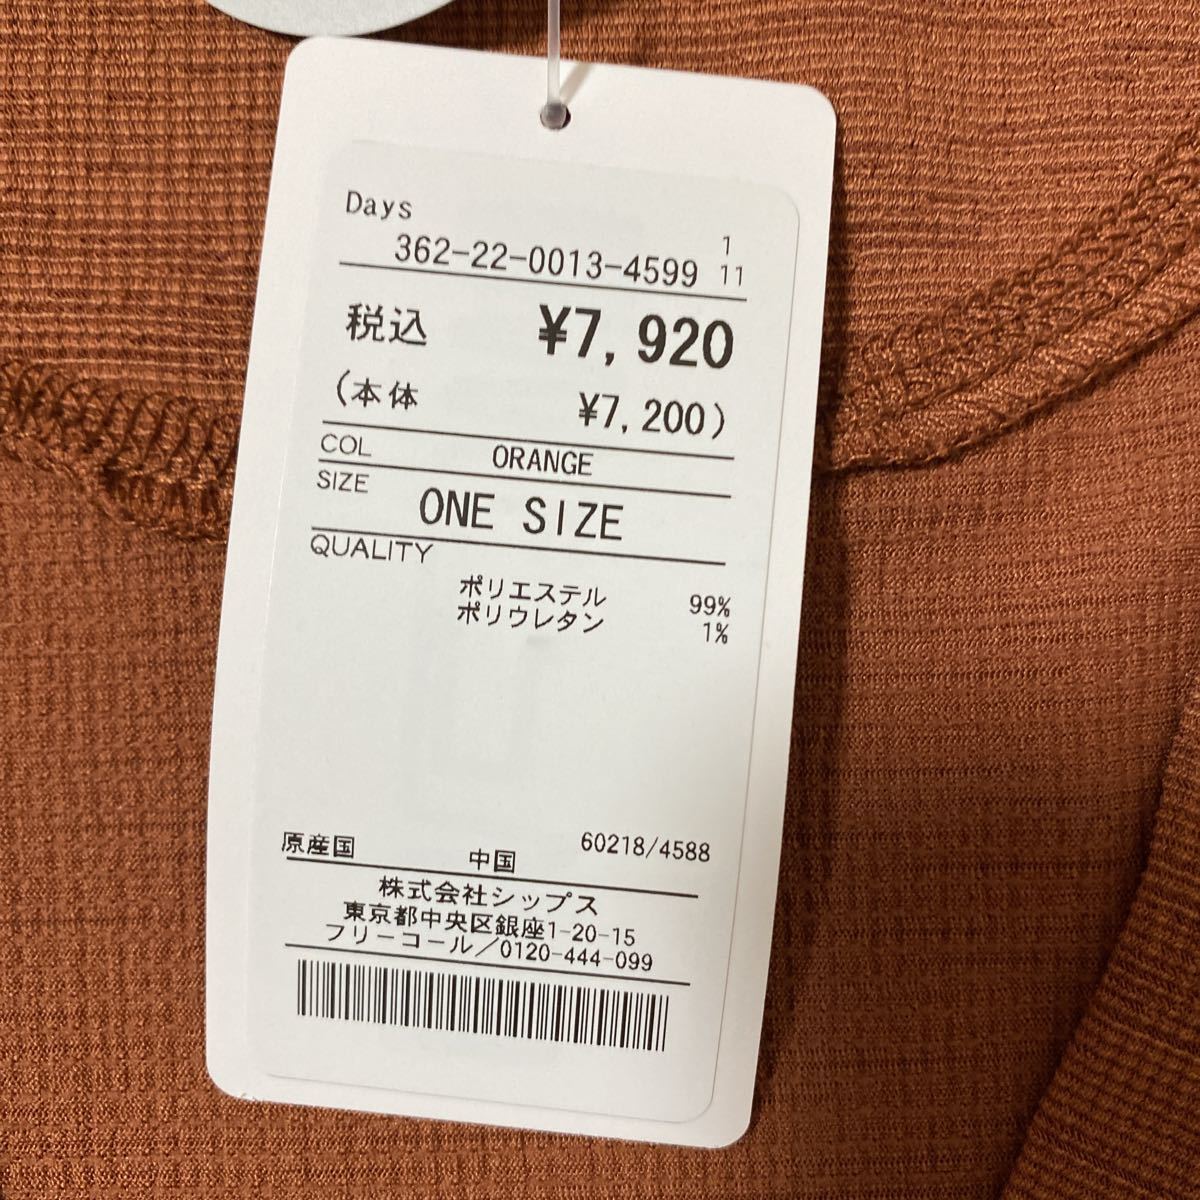 Days
1
362-22-0013-4599 11
税込 ¥7,920
(本体 ¥7,200)
COL ORANGE
SIZE ONE SIZE
QUALITY
ポリエステル 99%
ポリウレタン 1%
60218/4588
原産国 中国
株式会社シップス
東京都中央区銀座1-20-15
フリーコール/0120-444-099